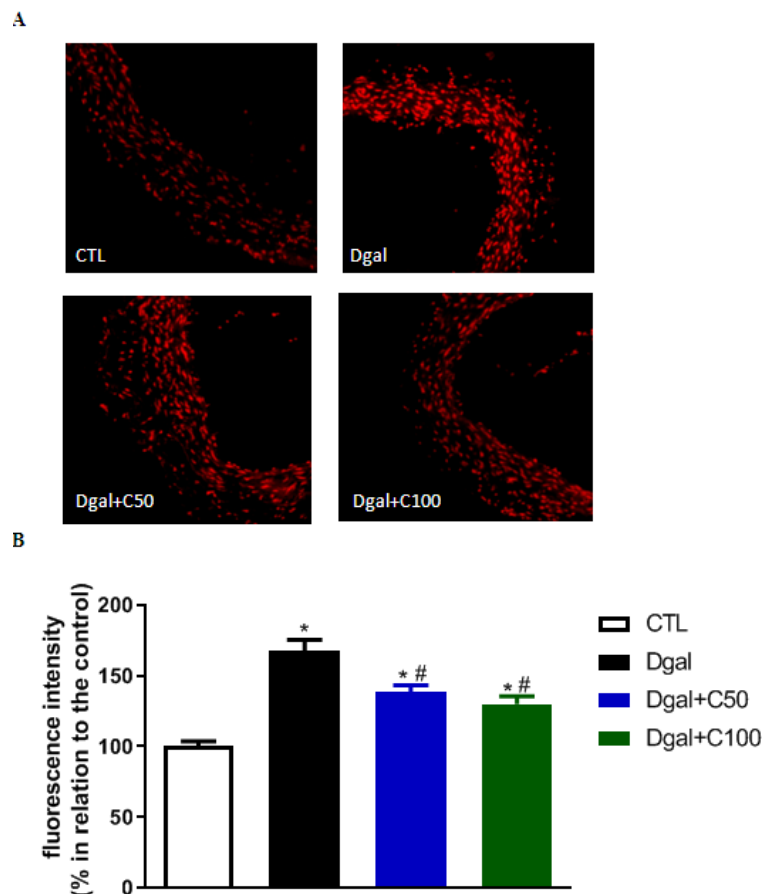 A
CTL
Dgal
Dgal+C50
Dgal+C100
B
fluorescence intensity
(% in relation to the control)
200
150
100
50
0
*
* #
* #
CTL
Dgal
Dgal+C50
Dgal+C100